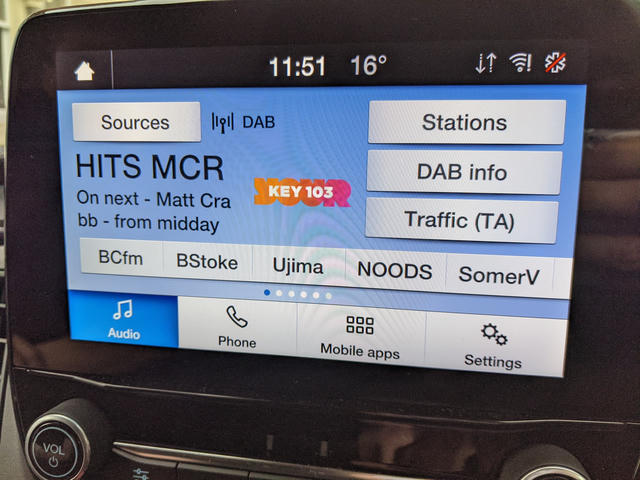 11:51 16°
Sources
DAB
Stations
HITS MCR
DAB info
On next - Matt Cra
bb - from midday
YOUR
KEY 103
Traffic (TA)
BCfm BStoke Ujima NOODS SomerV
Audio
Phone
Mobile apps
Settings
VOL